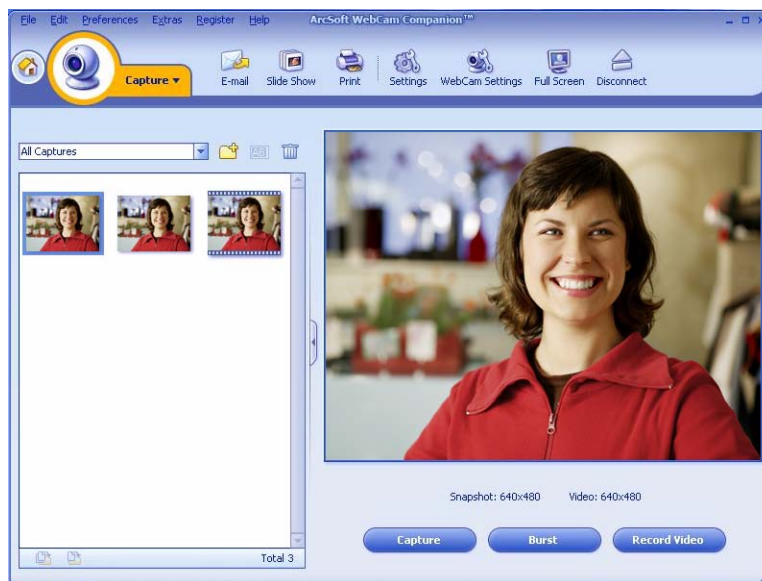 File Edit Preferences Extras Register Help ArcSoft WebCam Companion™
Capture ▼ E-mail Slide Show Print Settings WebCam Settings Full Screen Disconnect
All Captures
Snapshot: 640x480 Video: 640x480
Capture Burst Record Video
Total 3